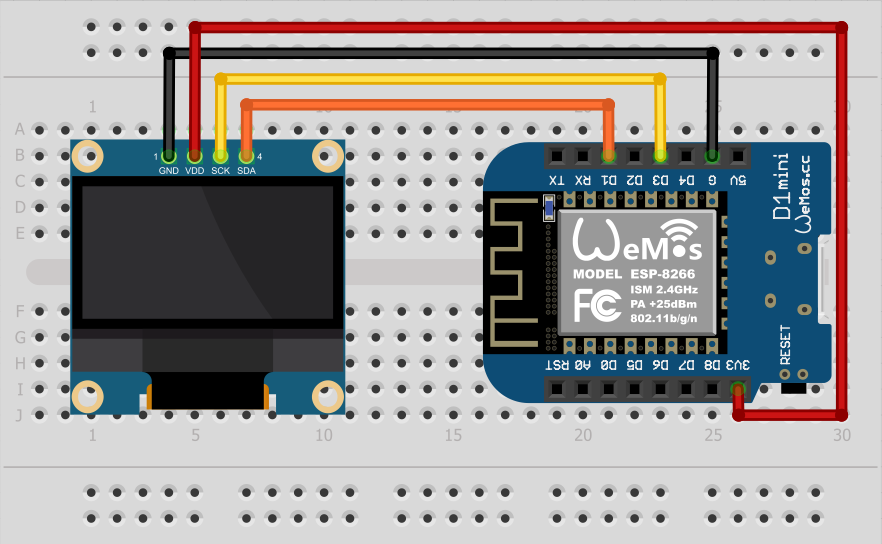 1 10 15 20 25 30
A
B
C
D
E
F
G
H
I
J
1 5 10 15 20 25 30
1 4
GND VDD SCK SDA
TX RX D1 D2 D3 D4 G 5V
WeMos
MODEL ESP-8266
ISM 2.4GHz
PA +25dBm
802.11b/g/n
FC
RST A0 D0 D5 D6 D7 D8 3V3
D1 mini
WeMos.cc
RESET